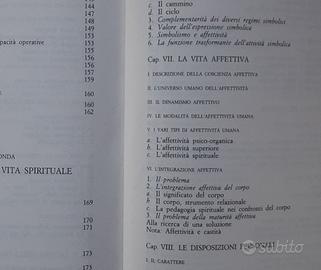 144
147
148
149
pacità operative
152
154
155
156
157
159
160
162
ONDA
VITA SPIRITUALE
169
170
171
173
173
c Il cammino
d Il ciclo
3. Complementarità dei diversi regimi simbolici
4. Valore dell'espressione simbolica
5. Simbolismo e affettività
6. La funzione trasformante dell'attività simbolica
Cap. VII. LA VITA AFFETTIVA
I DESCRIZIONE DELLA COSCIENZA AFFETTIVA
II L'UNIVERSO UMANO DELL'AFFETTIVITÀ
III IL DINAMISMO AFFETTIVO
IV LE MODALITÀ DELL'AFFETTIVITÀ UMANA
V I VARI TIPI DI AFFETTIVITÀ UMANA
a L'affettività psico-organica
b L'affettività superiore
c L'affettività spirituale
VI L'INTEGRAZIONE AFFETTIVA
1. Il problema
2. L'integrazione affettiva del corpo
a Il significato del corpo
b Il corpo, strumento relazionale
c La pedagogia spirituale nei confronti del corpo
3 Il problema della maturità affettiva
Alla ricerca di una soluzione
Nota: Affettività e castità
Cap. VIII. LE DISPOSIZIONI PERSONALI
I IL CARATTERE
subito